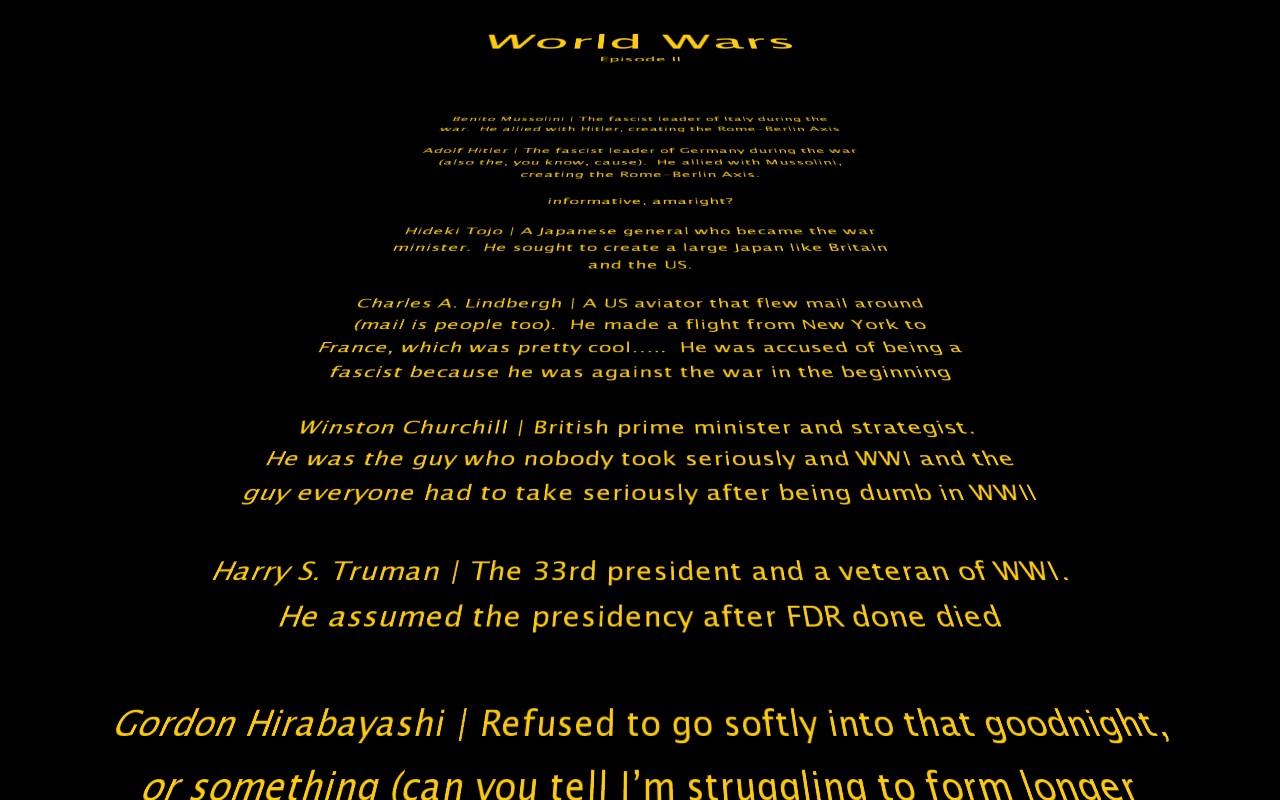 World Wars
Episode II
Benito Mussolini | The fascist leader of Italy during the
war.  He allied with Hitler, creating the Rome-Berlin Axis
Adolf Hitler | The fascist leader of Germany during the war
(also the, you know, cause).  He allied with Mussolini,
creating the Rome-Berlin Axis.
informative, amaright?
Hideki Tojo | A Japanese general who became the war
minister.  He sought to create a large Japan like Britain
and the US.
Charles A. Lindbergh | A US aviator that flew mail around
(mail is people too).  He made a flight from New York to
France, which was pretty cool.....  He was accused of being a
fascist because he was against the war in the beginning
Winston Churchill | British prime minister and strategist.
He was the guy who nobody took seriously and WWI and the
guy everyone had to take seriously after being dumb in WWII
Harry S. Truman | The 33rd president and a veteran of WWI.
He assumed the presidency after FDR done died
Gordon Hirabayashi | Refused to go softly into that goodnight,
or something (can you tell I’m struggling to form longer